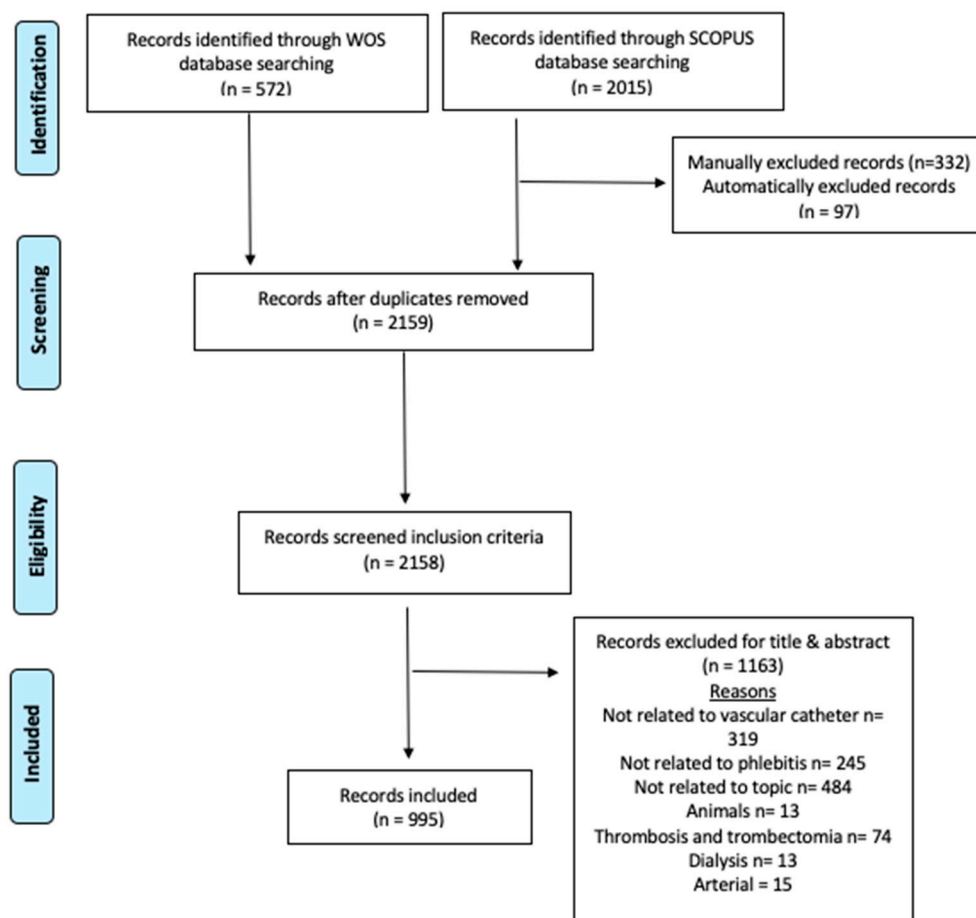 Identification
Records identified through WOS
database searching
(n = 572)
Records identified through SCOPUS
database searching
(n = 2015)
Manually excluded records (n=332)
Automatically excluded records
(n = 97)
Screening
Records after duplicates removed
(n = 2159)
Eligibility
Records screened inclusion criteria
(n = 2158)
Included
Records included
(n = 995)
Records excluded for title & abstract
(n = 1163)
Reasons
Not related to vascular catheter n=
319
Not related to phlebitis n= 245
Not related to topic n= 484
Animals n= 13
Thrombosis and trombectomia n= 74
Dialysis n= 13
Arterial = 15